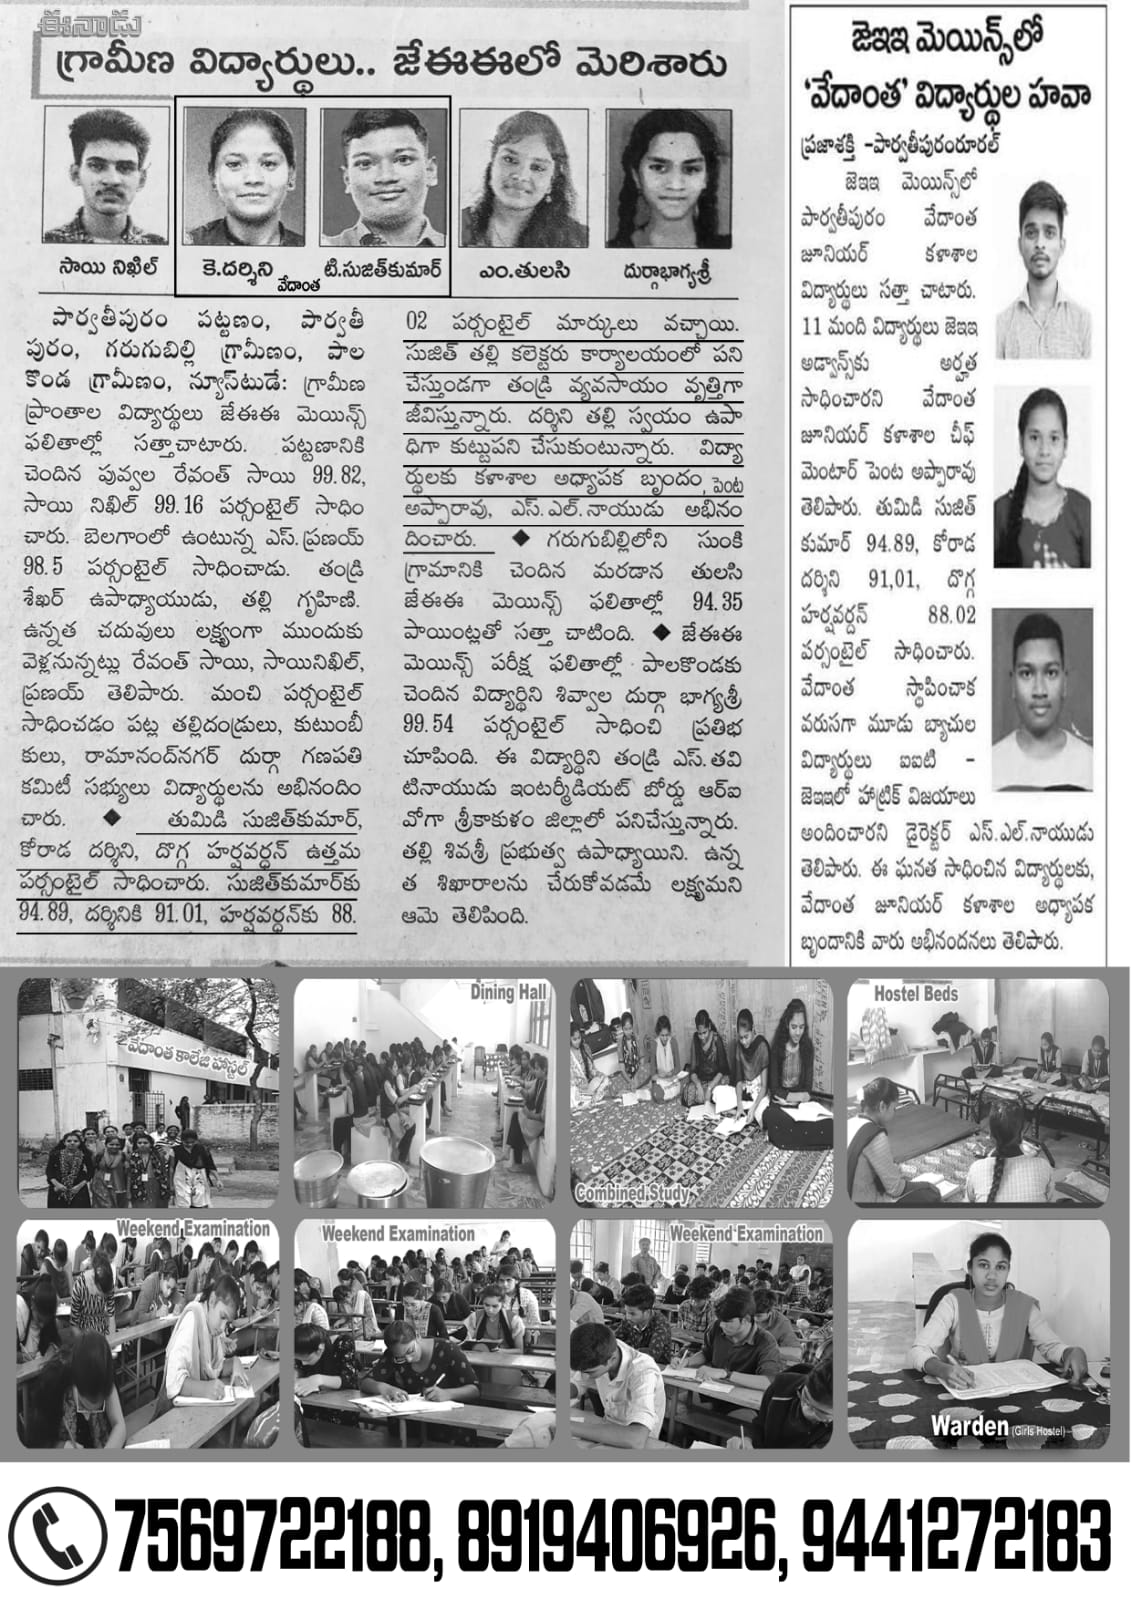 ఈనాడు
గ్రామీణ విద్యార్థులు.. జేఈఈలో మెరిశారు
సాయి నిఖిల్
కె.దర్శిని
వేదాంత
టి.సుజిత్‌కుమార్
ఎం.తులసి
దుర్గాభాగ్యశ్రీ
పార్వతీపురం పట్టణం, పార్వతీ
పురం, గరుగుబిల్లి గ్రామీణం, పాల
కొండ గ్రామీణం, న్యూస్‌టుడే: గ్రామీణ
ప్రాంతాల విద్యార్థులు జేఈఈ మెయిన్స్
ఫలితాల్లో సత్తాచాటారు. పట్టణానికి
చెందిన పువ్వల రేవంత్ సాయి 99.82,
సాయి నిఖిల్ 99.16 పర్సంటైల్ సాధిం
చారు. బెలగాంలో ఉంటున్న ఎస్.ప్రణయ్
98.5 పర్సంటైల్ సాధించాడు. తండ్రి
శేఖర్ ఉపాధ్యాయుడు, తల్లి గృహిణి.
ఉన్నత చదువులు లక్ష్యంగా ముందుకు
వెళ్లనున్నట్లు రేవంత్ సాయి, సాయినిఖిల్,
ప్రణయ్ తెలిపారు. మంచి పర్సంటైల్
సాధించడం పట్ల తల్లిదండ్రులు, కుటుంబీ
కులు, రామానంద్‌నగర్ దుర్గా గణపతి
కమిటీ సభ్యులు విద్యార్థులను అభినందిం
చారు. ◆ తుమిడి సుజిత్‌కుమార్,
కోరాడ దర్శిని, దొగ్గ హర్షవర్ధన్ ఉత్తమ
పర్సంటైల్ సాధించారు. సుజిత్‌కుమార్‌కు
94.89, దర్శినికి 91.01, హర్షవర్ధన్‌కు 88.
02 పర్సంటైల్ మార్కులు వచ్చాయి.
సుజిత్ తల్లి కలెక్టరు కార్యాలయంలో పని
చేస్తుండగా తండ్రి వ్యవసాయం వృత్తిగా
జీవిస్తున్నారు. దర్శిని తల్లి స్వయం ఉపా
ధిగా కుట్టుపని చేసుకుంటున్నారు. విద్యా
ర్థులకు కళాశాల అధ్యాపక బృందం, పెంట
అప్పారావు, ఎస్.ఎల్.నాయుడు అభినం
దించారు. ◆ గరుగుబిల్లిలోని సుంకి
గ్రామానికి చెందిన మరడాన తులసి
జేఈఈ మెయిన్స్ ఫలితాల్లో 94.35
పాయింట్లతో సత్తా చాటింది. ◆ జేఈఈ
మెయిన్స్ పరీక్ష ఫలితాల్లో పాలకొండకు
చెందిన విద్యార్థిని శివ్వాల దుర్గా భాగ్యశ్రీ
99.54 పర్సంటైల్ సాధించి ప్రతిభ
చూపింది. ఈ విద్యార్థిని తండ్రి ఎస్.తవి
టినాయుడు ఇంటర్మీడియట్ బోర్డు ఆర్ఐ
వోగా శ్రీకాకుళం జిల్లాలో పనిచేస్తున్నారు.
తల్లి శివశ్రీ ప్రభుత్వ ఉపాధ్యాయిని. ఉన్న
త శిఖరాలను చేరుకోవడమే లక్ష్యమని
ఆమె తెలిపింది.
జెఇఇ మెయిన్స్‌లో
'వేదాంత' విద్యార్థుల హవా
ప్రజాశక్తి -పార్వతీపురంరూరల్
జెఇఇ మెయిన్స్‌లో
పార్వతీపురం వేదాంత
జూనియర్ కళాశాల
విద్యార్థులు సత్తా చాటారు.
11 మంది విద్యార్థులు జెఇఇ
అడ్వాన్స్‌కు అర్హత
సాధించారని వేదాంత
జూనియర్ కళాశాల చీఫ్
మెంటార్ పెంట అప్పారావు
తెలిపారు. తుమిడి సుజిత్
కుమార్ 94.89, కోరాడ
దర్శిని 91,01, దొగ్గ
హర్షవర్దన్ 88.02
పర్సంటైల్ సాధించారు.
వేదాంత స్థాపించాక
వరుసగా మూడు బ్యాచుల
విద్యార్థులు ఐఐటి -
జెఇఇలో హ్యాట్రిక్ విజయాలు
అందించారని డైరెక్టర్ ఎస్.ఎల్.నాయుడు
తెలిపారు. ఈ ఘనత సాధించిన విద్యార్థులకు,
వేదాంత జూనియర్ కళాశాల అధ్యాపక
బృందానికి వారు అభినందనలు తెలిపారు.
వేదాంత కాలేజి హాస్టల్
Dining Hall
Combined Study
Hostel Beds
Weekend Examination
Weekend Examination
Weekend Examination
Warden (Girls Hostel)
7569722188, 8919406926, 9441272183